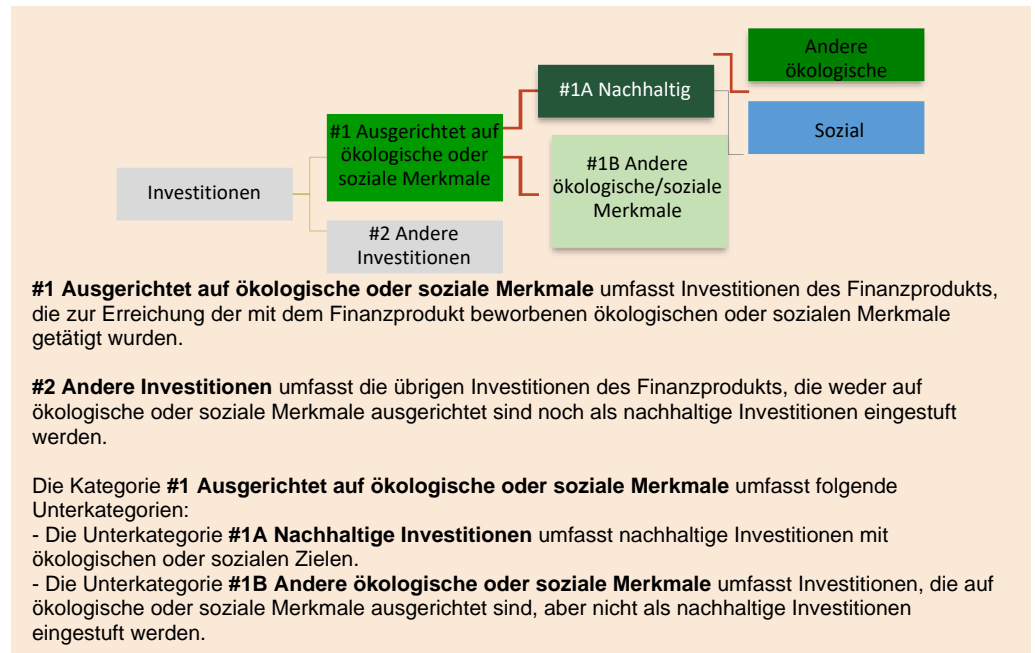 Andere
ökologische
#1A Nachhaltig
Sozial
#1 Ausgerichtet auf
ökologische oder
soziale Merkmale
#1B Andere
ökologische/soziale
Merkmale
Investitionen
#2 Andere
Investitionen
#1 Ausgerichtet auf ökologische oder soziale Merkmale umfasst Investitionen des Finanzprodukts,
die zur Erreichung der mit dem Finanzprodukt beworbenen ökologischen oder sozialen Merkmale
getätigt wurden.
#2 Andere Investitionen umfasst die übrigen Investitionen des Finanzprodukts, die weder auf
ökologische oder soziale Merkmale ausgerichtet sind noch als nachhaltige Investitionen eingestuft
werden.
Die Kategorie #1 Ausgerichtet auf ökologische oder soziale Merkmale umfasst folgende
Unterkategorien:
- Die Unterkategorie #1A Nachhaltige Investitionen umfasst nachhaltige Investitionen mit
ökologischen oder sozialen Zielen.
- Die Unterkategorie #1B Andere ökologische oder soziale Merkmale umfasst Investitionen, die auf
ökologische oder soziale Merkmale ausgerichtet sind, aber nicht als nachhaltige Investitionen
eingestuft werden.